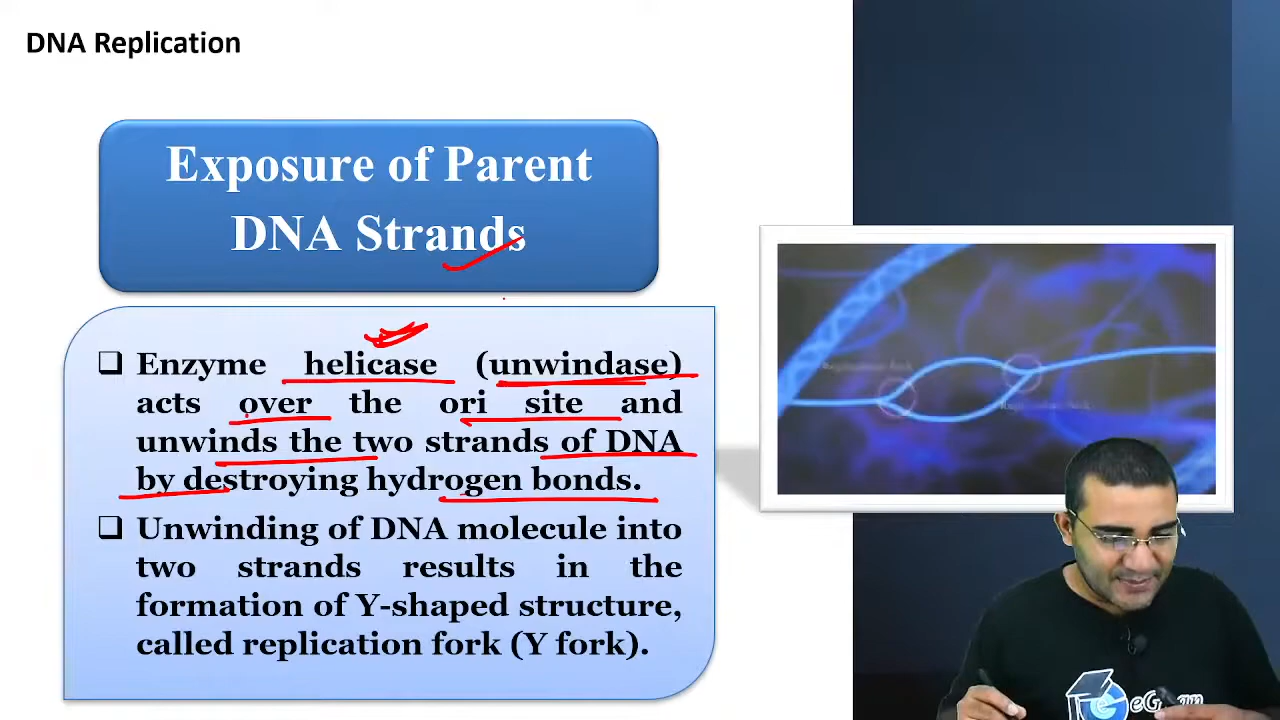 DNA Replication
Exposure of Parent
DNA Strands
❑ Enzyme helicase (unwindase)
acts over the ori site and
unwinds the two strands of DNA
by destroying hydrogen bonds.
❑ Unwinding of DNA molecule into
two strands results in the
formation of Y-shaped structure,
called replication fork (Y fork).